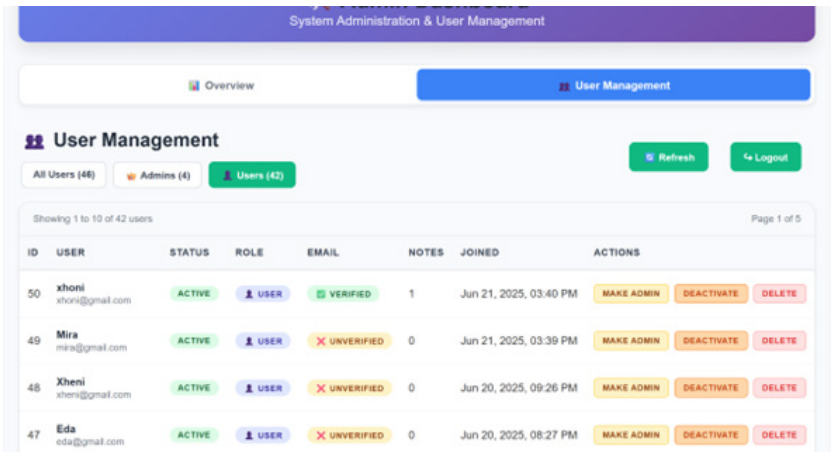 System Administration & User Management
Overview
User Management
User Management
Refresh
Logout
All Users (46)
Admins (4)
Users (42)
Showing 1 to 10 of 42 users
Page 1 of 5
ID USER STATUS ROLE EMAIL NOTES JOINED ACTIONS
50 xhoni ACTIVE USER VERIFIED 1 Jun 21, 2025, 03:40 PM MAKE ADMIN DEACTIVATE DELETE
xhoni@gmail.com
49 Mira ACTIVE USER UNVERIFIED 0 Jun 21, 2025, 03:39 PM MAKE ADMIN DEACTIVATE DELETE
mira@gmail.com
48 Xheni ACTIVE USER UNVERIFIED 0 Jun 20, 2025, 09:26 PM MAKE ADMIN DEACTIVATE DELETE
xheni@gmail.com
47 Eda ACTIVE USER UNVERIFIED 0 Jun 20, 2025, 08:27 PM MAKE ADMIN DEACTIVATE DELETE
eda@gmail.com